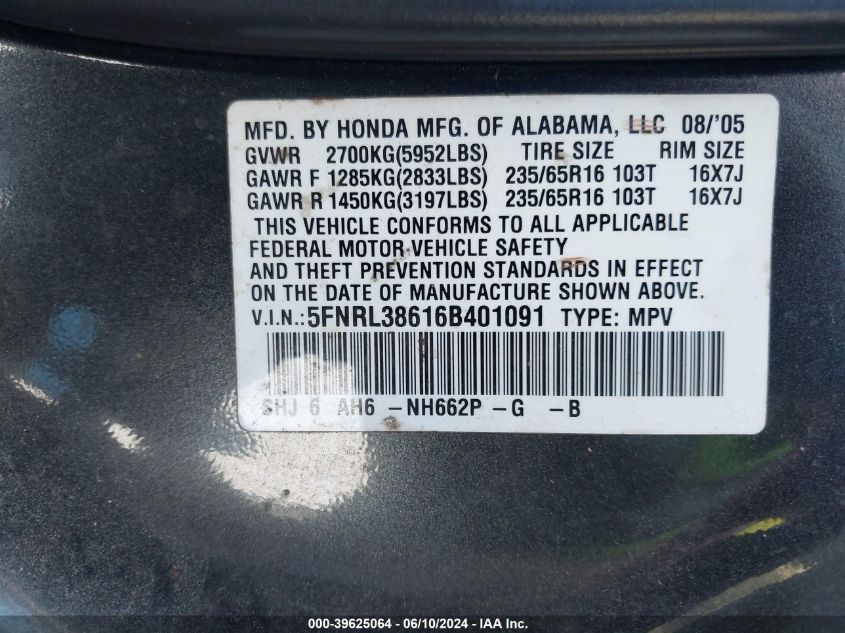 MFD. BY HONDA MFG. OF ALABAMA, LLC 08/'05
GVWR 2700KG(5952LBS) TIRE SIZE RIM SIZE
GAWR F 1285KG(2833LBS) 235/65R16 103T 16X7J
GAWR R 1450KG(3197LBS) 235/65R16 103T 16X7J
THIS VEHICLE CONFORMS TO ALL APPLICABLE
FEDERAL MOTOR VEHICLE SAFETY
AND THEFT PREVENTION STANDARDS IN EFFECT
ON THE DATE OF MANUFACTURE SHOWN ABOVE.
V.I.N.:5FNRL38616B401091 TYPE: MPV
SHJ 6 AH6 -NH662P -G -B
000-39625064 - 06/10/2024 - IAA Inc.